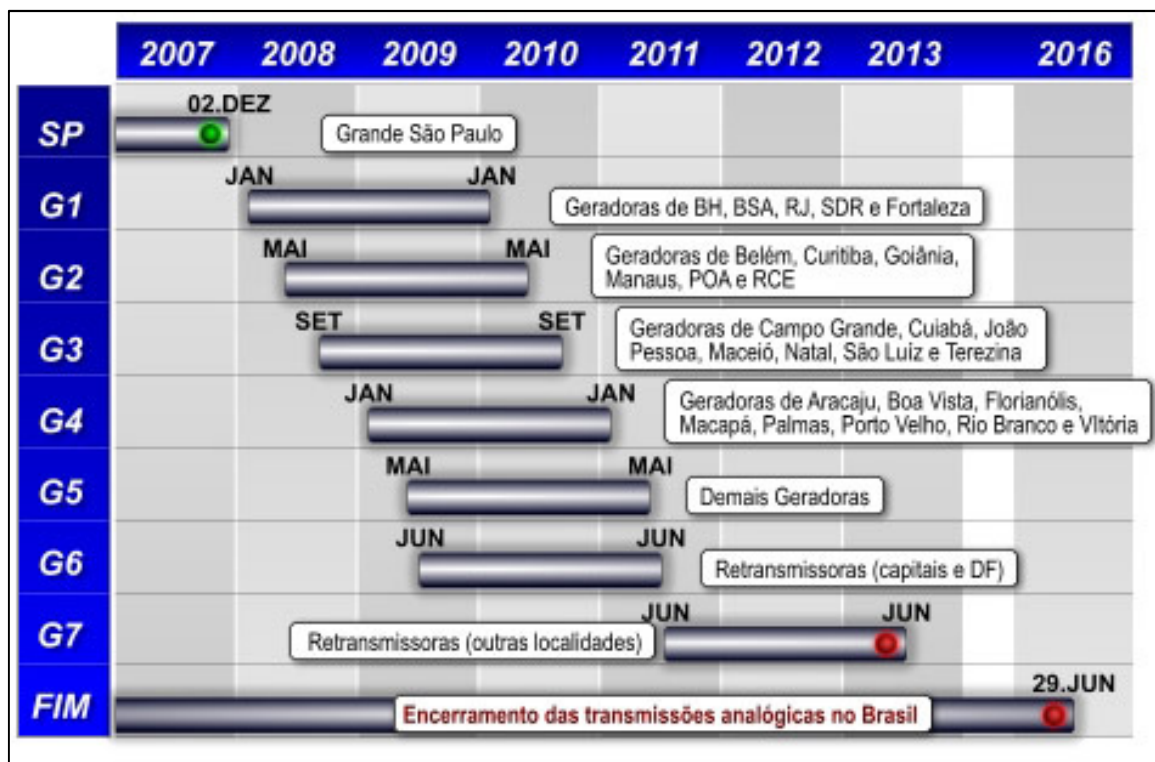 2007 2008 2009 2010 2011 2012 2013 2016
02.DEZ
SP Grande São Paulo
JAN JAN
G1 Geradoras de BH, BSA, RJ, SDR e Fortaleza
MAI MAI
G2 Geradoras de Belém, Curitiba, Goiânia,
Manaus, POA e RCE
SET SET
G3 Geradoras de Campo Grande, Cuiabá, João
Pessoa, Maceió, Natal, São Luiz e Terezina
JAN JAN
G4 Geradoras de Aracaju, Boa Vista, Florianólis,
Macapá, Palmas, Porto Velho, Rio Branco e VItória
MAI MAI
G5 Demais Geradoras
JUN JUN
G6 Retransmissoras (capitais e DF)
JUN JUN
G7 Retransmissoras (outras localidades)
29.JUN
FIM Encerramento das transmissões analógicas no Brasil